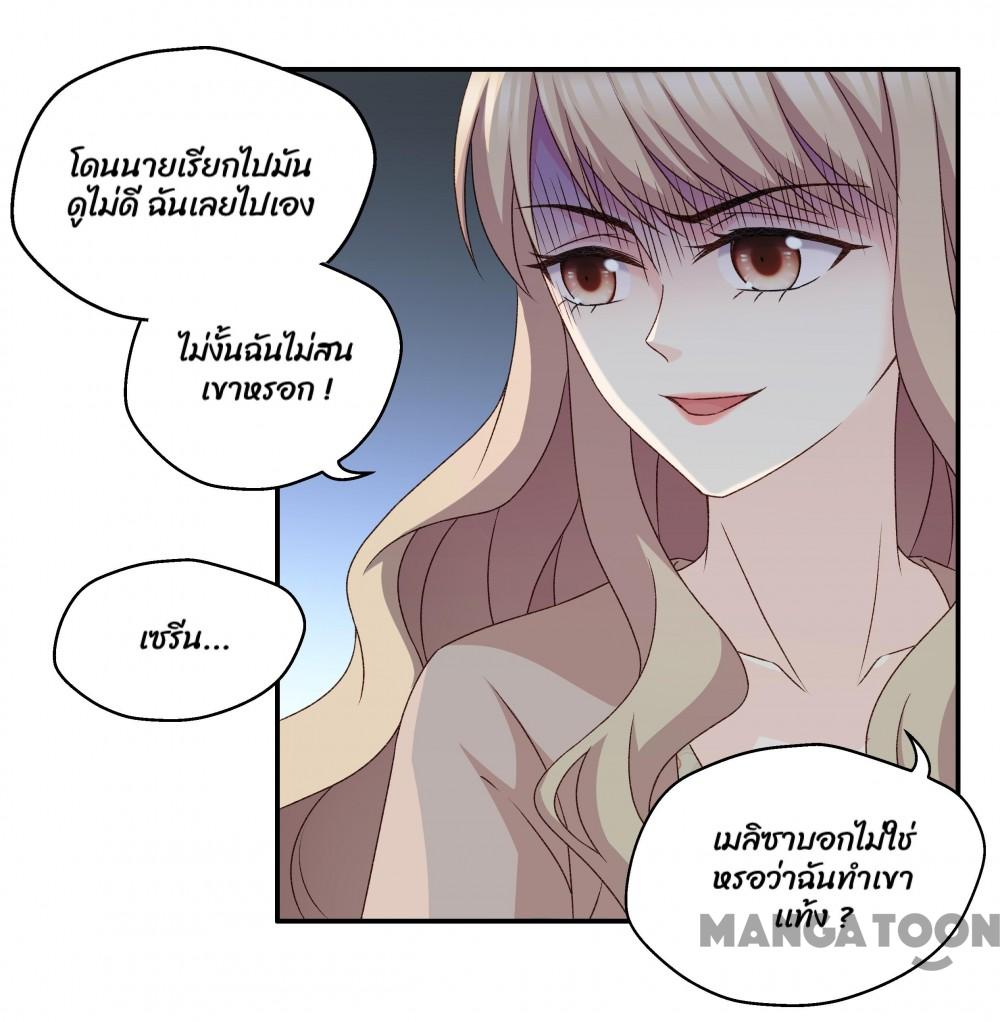 โดนนายเรียกไปมัน
ดูไม่ดี ฉันเลยไปเอง
ไม่งั้นฉันไม่สน
เขาหรอก !
เซรีน...
เมลิซาบอกไม่ใช่
หรอว่าฉันทำเขา
แท้ง ?
MANGATOON